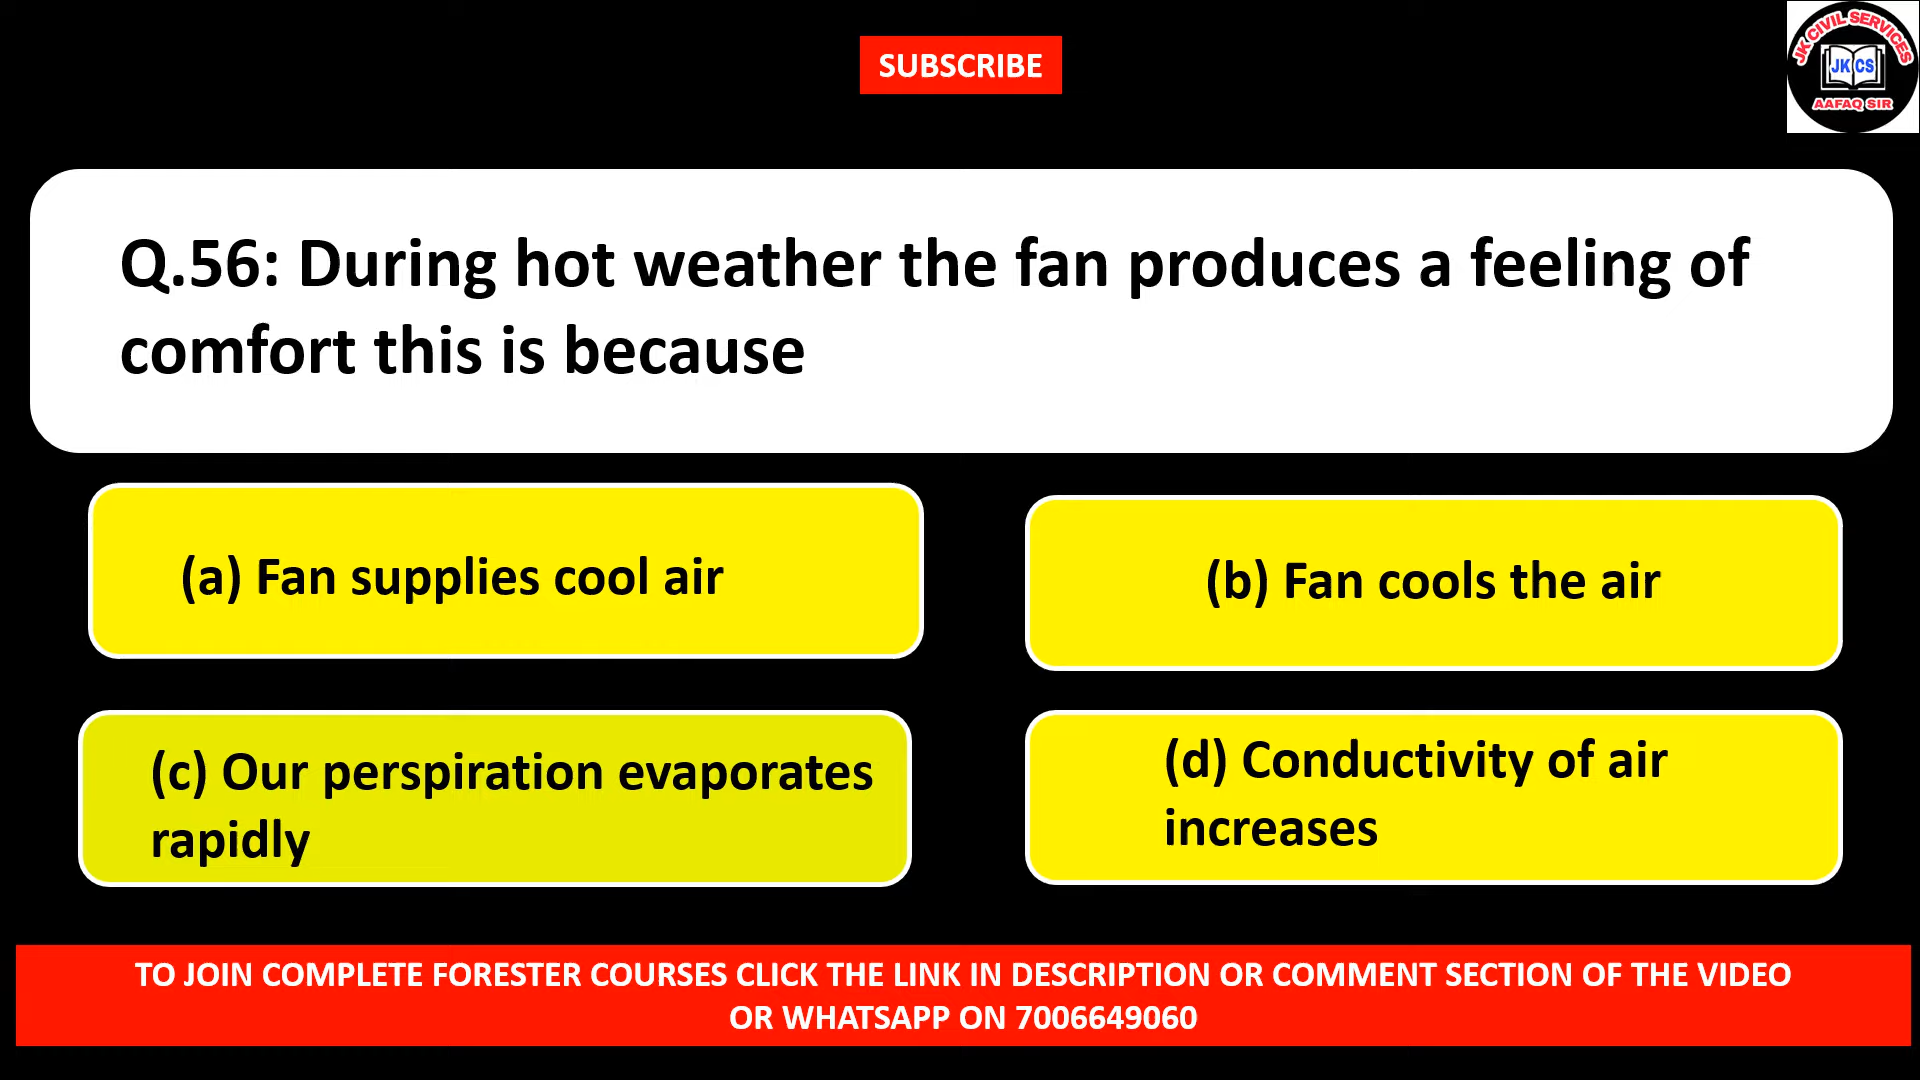 SUBSCRIBE
JK CIVIL SERVICES
JK CS
AAFAQ SIR
Q.56: During hot weather the fan produces a feeling of
comfort this is because
(a) Fan supplies cool air
(b) Fan cools the air
(c) Our perspiration evaporates
rapidly
(d) Conductivity of air
increases
TO JOIN COMPLETE FORESTER COURSES CLICK THE LINK IN DESCRIPTION OR COMMENT SECTION OF THE VIDEO
OR WHATSAPP ON 7006649060